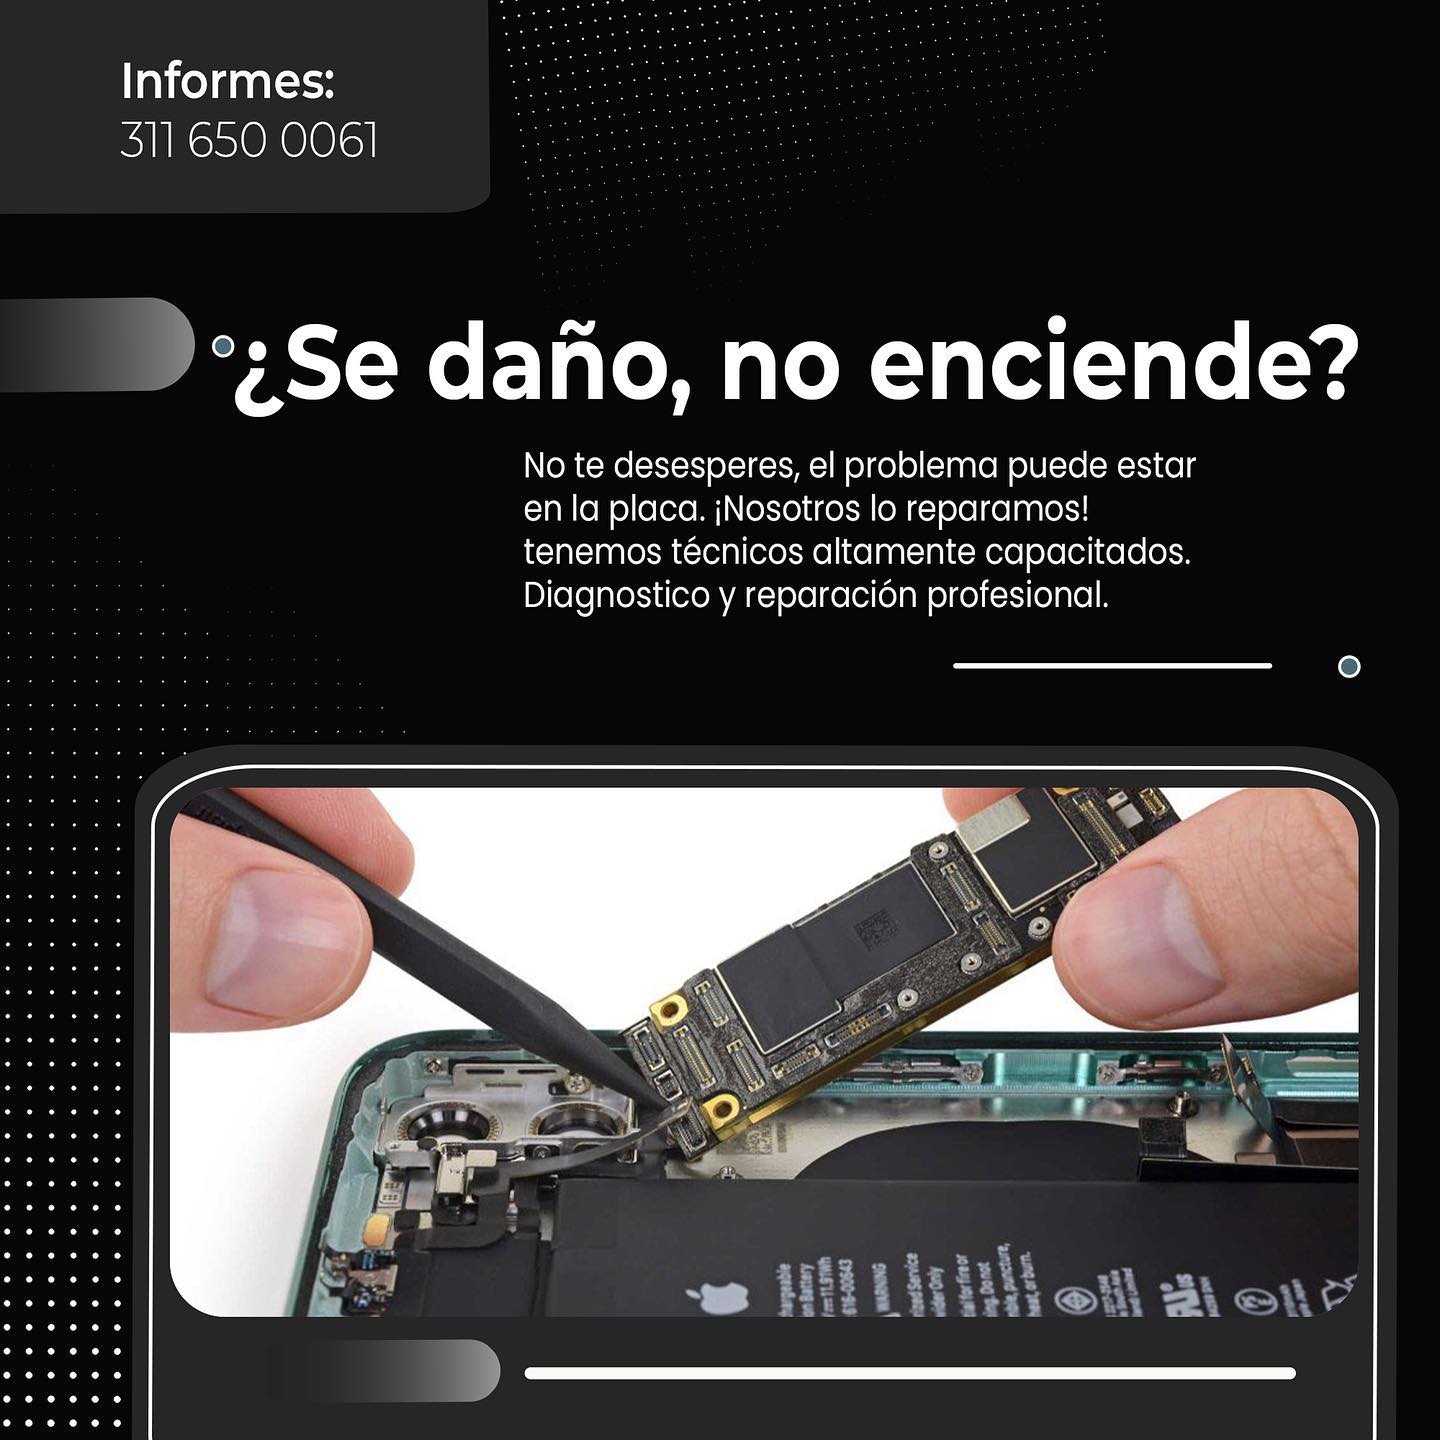 Informes:
311 650 0061
¿Se daño, no enciende?
No te desesperes, el problema puede estar
en la placa. ¡Nosotros lo reparamos!
tenemos técnicos altamente capacitados.
Diagnostico y reparación profesional.
WARNING